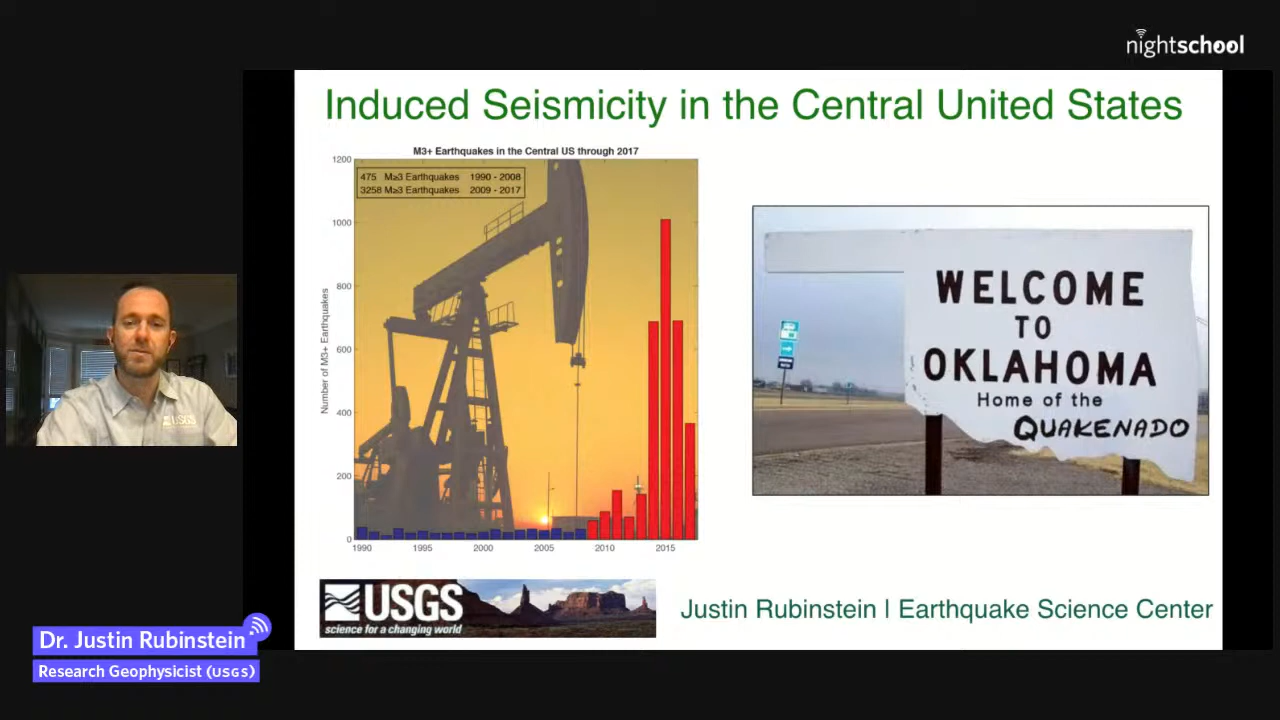 nightschool
Induced Seismicity in the Central United States
M3+ Earthquakes in the Central US through 2017
475 M≥3 Earthquakes 1990 - 2008
3258 M≥3 Earthquakes 2009 - 2017
Number of M3+ Earthquakes
1200
1000
800
600
400
200
0
1990
1995
2000
2005
2010
2015
WELCOME
TO
OKLAHOMA
Home of the
QUAKENADO
USGS
USGS
science for a changing world
Justin Rubinstein | Earthquake Science Center
Dr. Justin Rubinstein
Research Geophysicist (USGS)